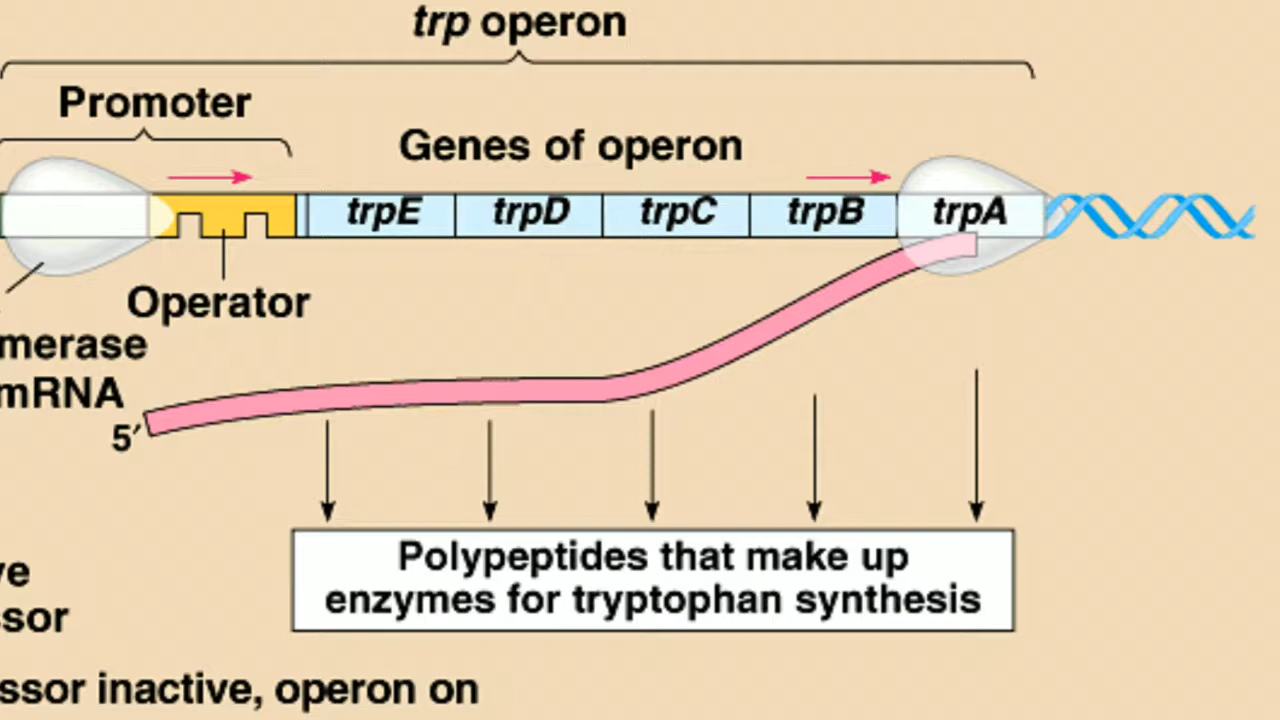 trp operon
Promoter
Genes of operon
trpE trpD trpC trpB trpA
Operator
merase
mRNA
5′
Polypeptides that make up
enzymes for tryptophan synthesis
ve
ssor
ssor inactive, operon on